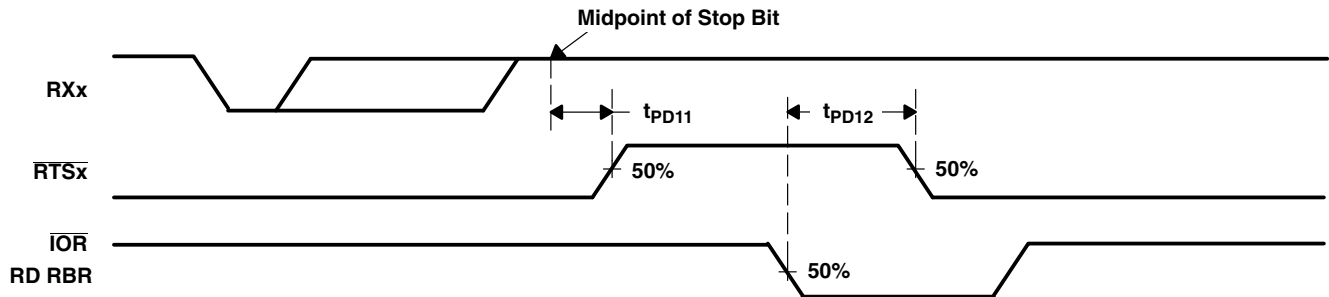 Midpoint of Stop Bit
RXx
tPD11
tPD12
RTSx
50%
50%
IOR
RD RBR
50%